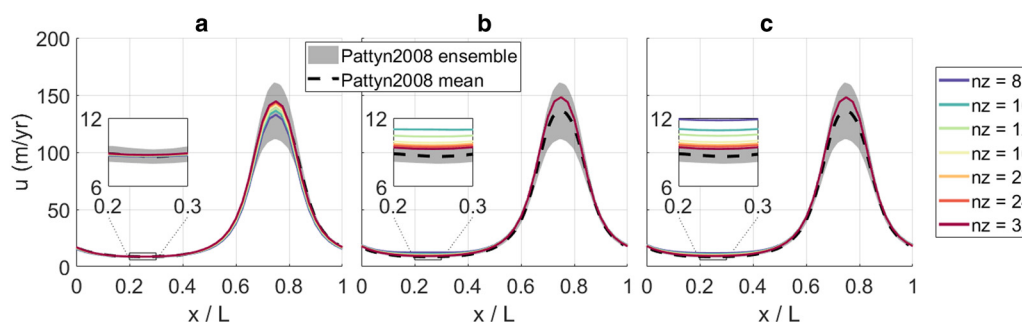 a
b
c
200
150
100
50
0
u (m/yr)
Pattyn2008 ensemble
Pattyn2008 mean
12
6
0.2
0.3
12
6
0.2
0.3
12
6
0.2
0.3
0
0.2
0.4
0.6
0.8
1
0
0.2
0.4
0.6
0.8
1
0
0.2
0.4
0.6
0.8
1
x / L
x / L
x / L
nz = 8
nz = 1
nz = 1
nz = 1
nz = 2
nz = 2
nz = 3